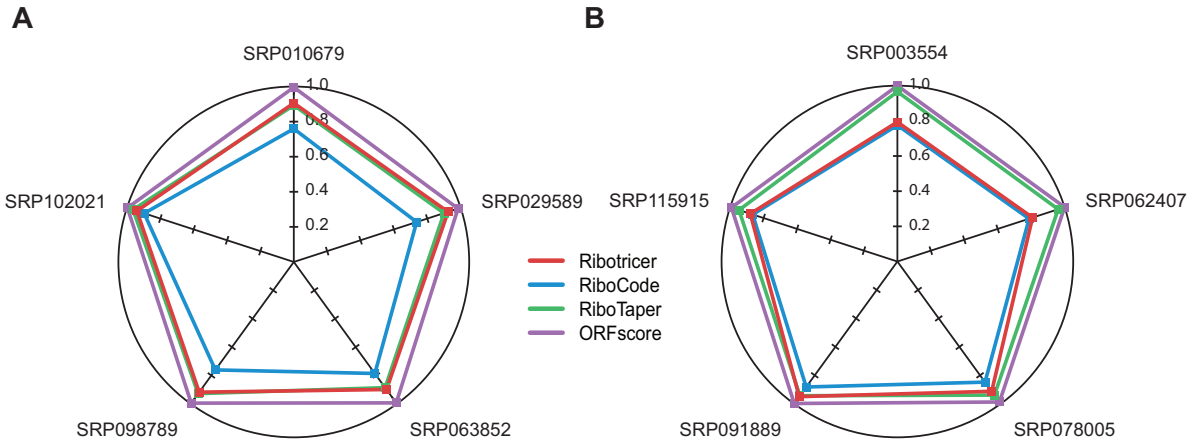 A
B
SRP010679
SRP003554
1.0
0.8
0.6
0.4
0.2
1.0
0.8
0.6
0.4
0.2
SRP102021
SRP029589
SRP115915
SRP062407
Ribotricer
RiboCode
RiboTaper
ORFscore
SRP098789
SRP063852
SRP091889
SRP078005